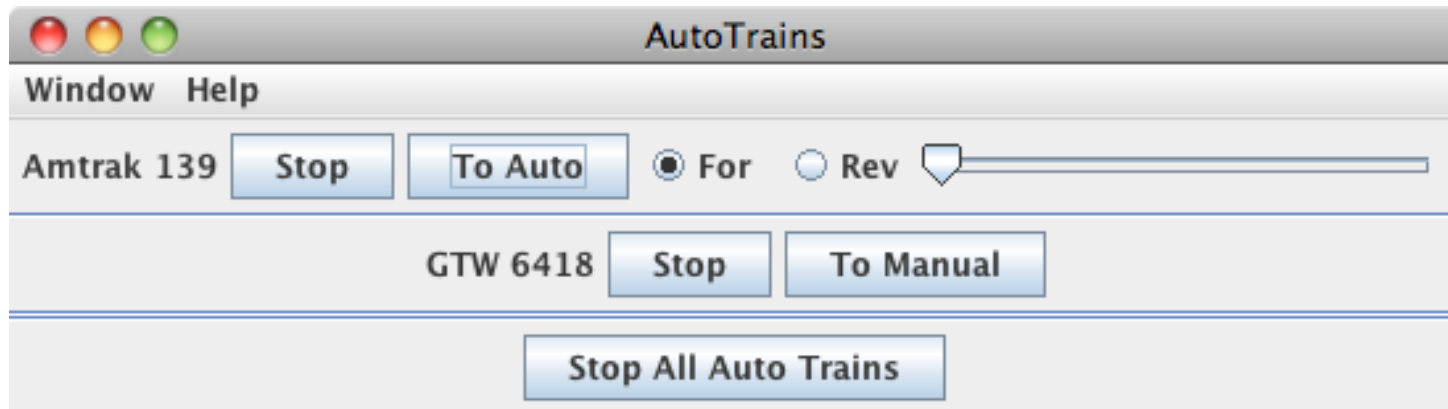 AutoTrains
Window Help
Amtrak 139 Stop To Auto For Rev
GTW 6418 Stop To Manual
Stop All Auto Trains